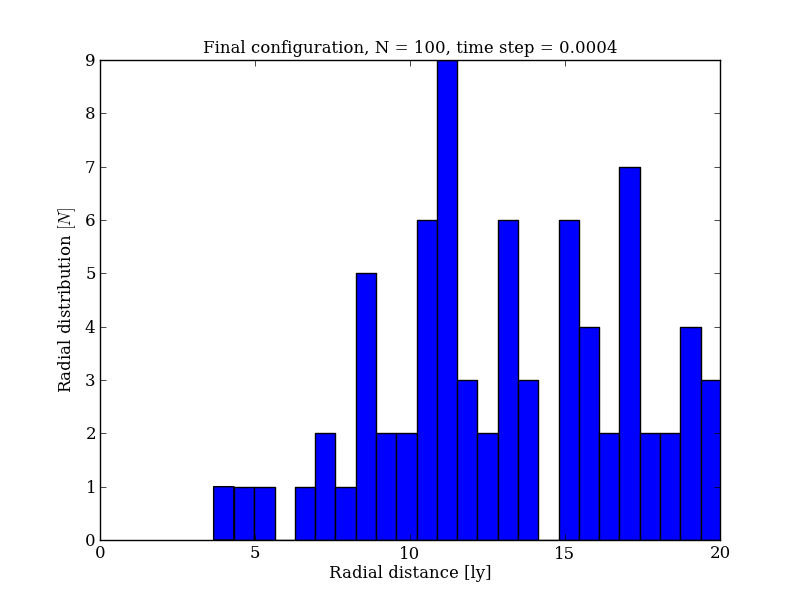 Final configuration, N = 100, time step = 0.0004
9
8
7
6
5
4
3
2
1
0
Radial distribution [N]
0 5 10 15 20
Radial distance [ly]